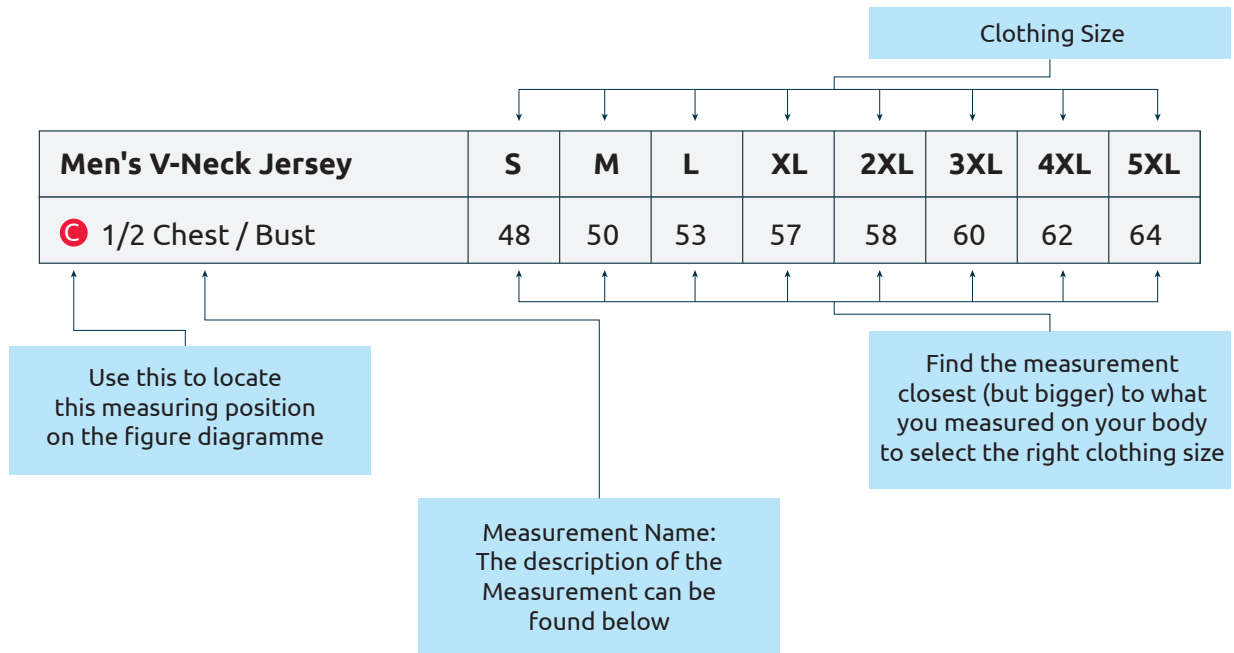 Clothing Size
Men's V-Neck Jersey S M L XL 2XL 3XL 4XL 5XL
C 1/2 Chest / Bust 48 50 53 57 58 60 62 64
Use this to locate
this measuring position
on the figure diagramme
Find the measurement
closest (but bigger) to what
you measured on your body
to select the right clothing size
Measurement Name:
The description of the
Measurement can be
found below